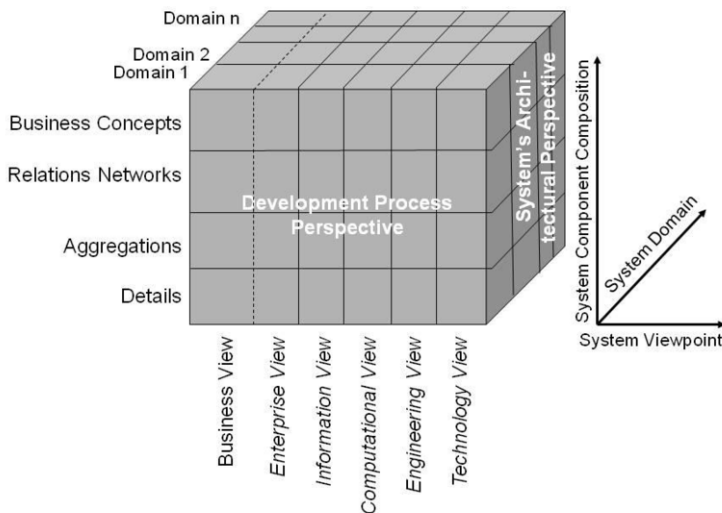 Domain n
Domain 2
Domain 1
Business Concepts
Relations Networks
Aggregations
Details
Development Process
Perspective
System's Archi-
tectural Perspective
Business View
Enterprise View
Information View
Computational View
Engineering View
Technology View
System Component Composition
System Domain
System Viewpoint